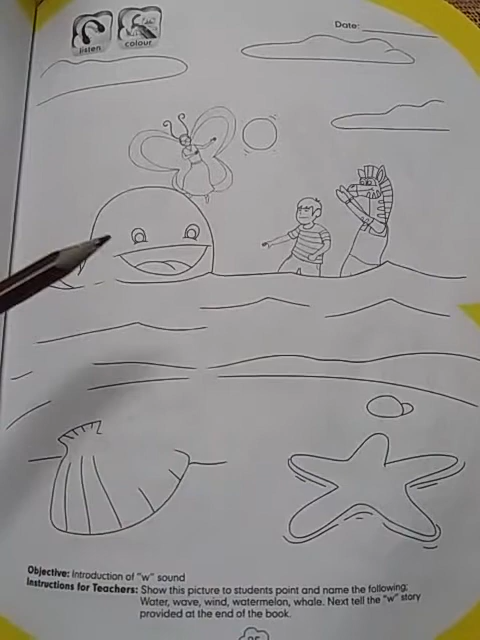 Date:
listen
colour
Objective: Introduction of "w" sound
Instructions for Teachers: Show this picture to students point and name the following;
Water, wave, wind, watermelon, whale. Next tell the "w" story
provided at the end of the book.